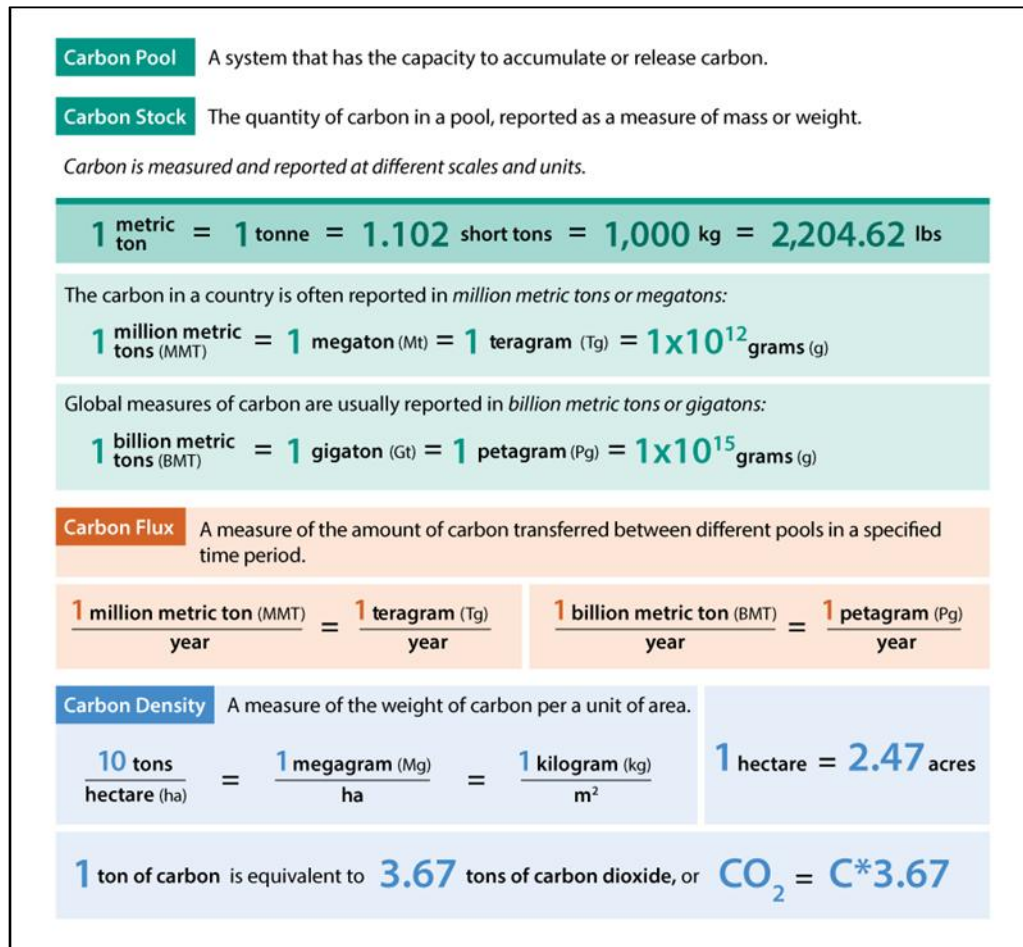 Carbon Pool A system that has the capacity to accumulate or release carbon.
Carbon Stock The quantity of carbon in a pool, reported as a measure of mass or weight.
Carbon is measured and reported at different scales and units.
1 metric ton = 1 tonne = 1.102 short tons = 1,000 kg = 2,204.62 lbs
The carbon in a country is often reported in million metric tons or megatons:
1 million metric tons (MMT) = 1 megaton (Mt) = 1 teragram (Tg) = 1x10¹² grams (g)
Global measures of carbon are usually reported in billion metric tons or gigatons:
1 billion metric tons (BMT) = 1 gigaton (Gt) = 1 petagram (Pg) = 1x10¹⁵ grams (g)
Carbon Flux A measure of the amount of carbon transferred between different pools in a specified
time period.
1 million metric ton (MMT) / year = 1 teragram (Tg) / year
1 billion metric ton (BMT) / year = 1 petagram (Pg) / year
Carbon Density A measure of the weight of carbon per a unit of area.
10 tons / hectare (ha) = 1 megagram (Mg) / ha = 1 kilogram (kg) / m²
1 hectare = 2.47 acres
1 ton of carbon is equivalent to 3.67 tons of carbon dioxide, or CO₂ = C*3.67